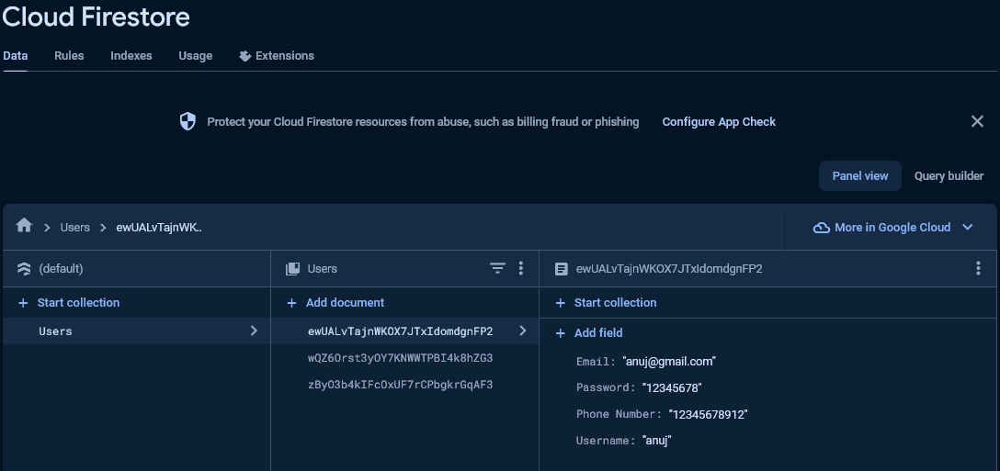 Cloud Firestore
Data Rules Indexes Usage Extensions
Protect your Cloud Firestore resources from abuse, such as billing fraud or phishing Configure App Check
Panel view Query builder
Users ewUALvTajnWK.. More in Google Cloud
(default) Users ewUALvTajnWKOX7JTxIdomdgnFP2
Start collection Add document Start collection
Users ewUALvTajnWKOX7JTxIdomdgnFP2 Add field
wQZ6Orst3yOY7KNWWTPBI4k8hZG3 Email: "anuj@gmail.com"
zByO3b4kIFcOxUF7rCPbgkrGqAF3 Password: "12345678"
Phone Number: "12345678912"
Username: "anuj"